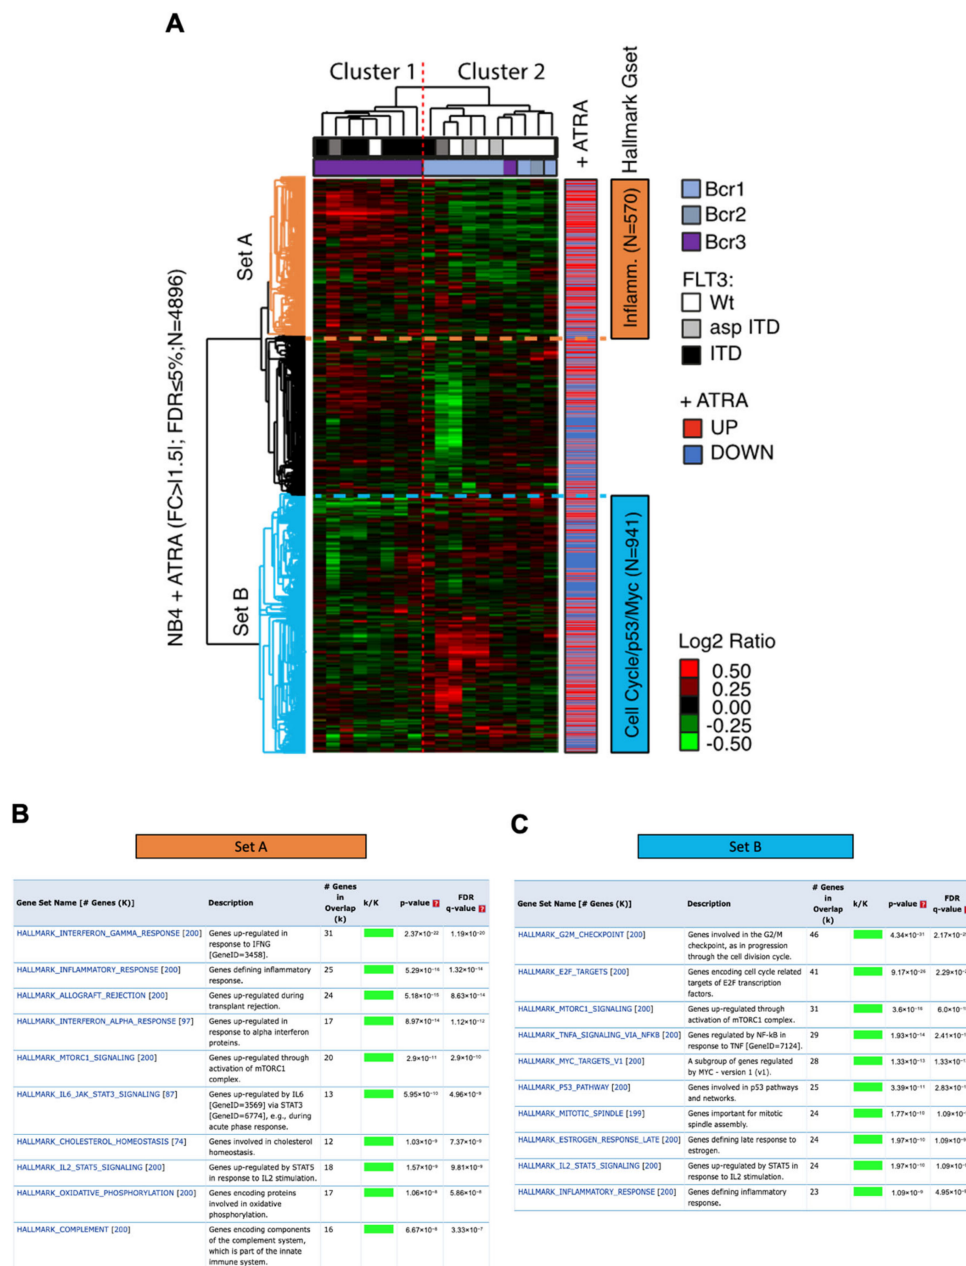 A
Cluster 1
Cluster 2
+ ATRA
Hallmark Gset
NB4 + ATRA (FC>I1.5I; FDR≤5%;N=4896)
Set A
Set B
Inflamm. (N=570)
Cell Cycle/p53/Myc (N=941)
Bcr1
Bcr2
Bcr3
FLT3:
Wt
asp ITD
ITD
+ ATRA
UP
DOWN
Log2 Ratio
0.50
0.25
0.00
-0.25
-0.50
B
Set A
Gene Set Name [# Genes (K)] Description # Genes in Overlap (k) k/K p-value ? FDR q-value ?
HALLMARK_INTERFERON_GAMMA_RESPONSE [200] Genes up-regulated in 31
response to IFNG
[GeneID=3458].
HALLMARK_INFLAMMATORY_RESPONSE [200] Genes defining inflammatory 25
response.
HALLMARK_ALLOGRAFT_REJECTION [200] Genes up-regulated during 24
transplant rejection.
HALLMARK_INTERFERON_ALPHA_RESPONSE [97] Genes up-regulated in 17
response to alpha interferon
proteins.
HALLMARK_MTORC1_SIGNALING [200] Genes up-regulated through 20
activation of mTORC1
complex.
HALLMARK_IL6_JAK_STAT3_SIGNALING [87] Genes up-regulated by IL6 13
[GeneID=3569] via STAT3
[GeneID=6774], e.g., during
acute phase response.
HALLMARK_CHOLESTEROL_HOMEOSTASIS [74] Genes involved in cholesterol 12
homeostasis.
HALLMARK_IL2_STAT5_SIGNALING [200] Genes up-regulated by STAT5 18
in response to IL2 stimulation.
HALLMARK_OXIDATIVE_PHOSPHORYLATION [200] Genes encoding proteins 17
involved in oxidative
phosphorylation.
HALLMARK_COMPLEMENT [200] Genes encoding components 16
of the complement system,
which is part of the innate
immune system.
C
Set B
Gene Set Name [# Genes (K)] Description # Genes in Overlap (k) k/K p-value ? FDR q-value
HALLMARK_G2M_CHECKPOINT [200] Genes involved in the G2/M 46
checkpoint, as in progression
through the cell division cycle.
HALLMARK_E2F_TARGETS [200] Genes encoding cell cycle related 41
targets of E2F transcription
factors.
HALLMARK_MTORC1_SIGNALING [200] Genes up-regulated through 31
activation of mTORC1 complex.
HALLMARK_TNFA_SIGNALING_VIA_NFKB [200] Genes regulated by NF-kB in 29
response to TNF [GeneID=7124].
HALLMARK_MYC_TARGETS_V1 [200] A subgroup of genes regulated 28
by MYC - version 1 (v1).
HALLMARK_P53_PATHWAY [200] Genes involved in p53 pathways 25
and networks.
HALLMARK_MITOTIC_SPINDLE [199] Genes important for mitotic 24
spindle assembly.
HALLMARK_ESTROGEN_RESPONSE_LATE [200] Genes defining late response to 24
estrogen.
HALLMARK_IL2_STAT5_SIGNALING [200] Genes up-regulated by STAT5 in 24
response to IL2 stimulation.
HALLMARK_INFLAMMATORY_RESPONSE [200] Genes defining inflammatory 23
response.